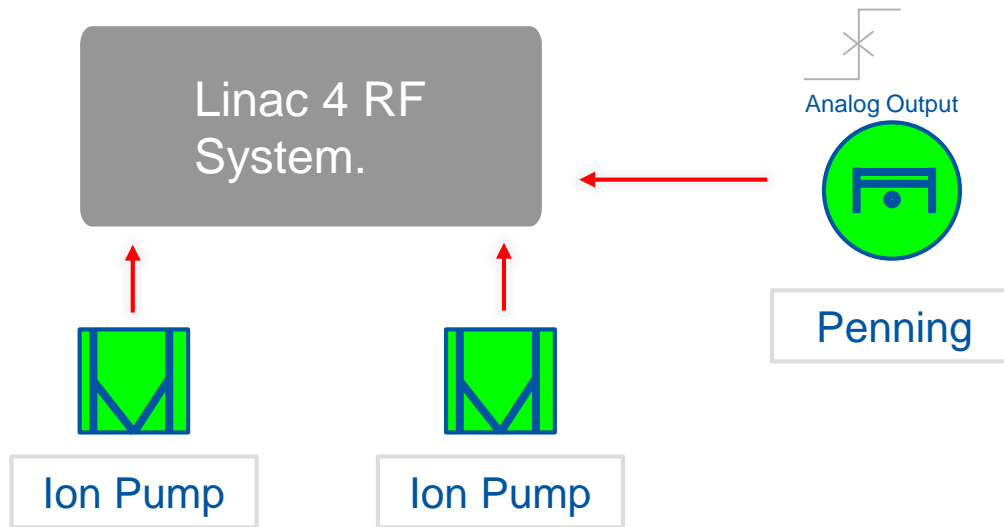 Linac 4 RF
System.
Analog Output
Penning
Ion Pump
Ion Pump